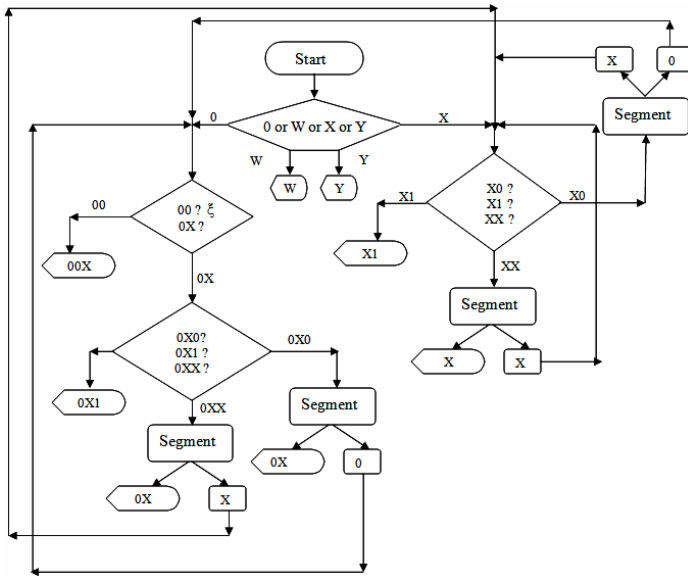 Start
X
0
Segment
0
0 or W or X or Y
X
W
Y
W
Y
00
00 ? ξ
0X ?
00X
0X
X1
X0 ?
X1 ?
XX ?
X0
X1
XX
Segment
X
X
0X0?
0X1 ?
0XX ?
0X0
0X1
0XX
Segment
Segment
0X
0
0X
X